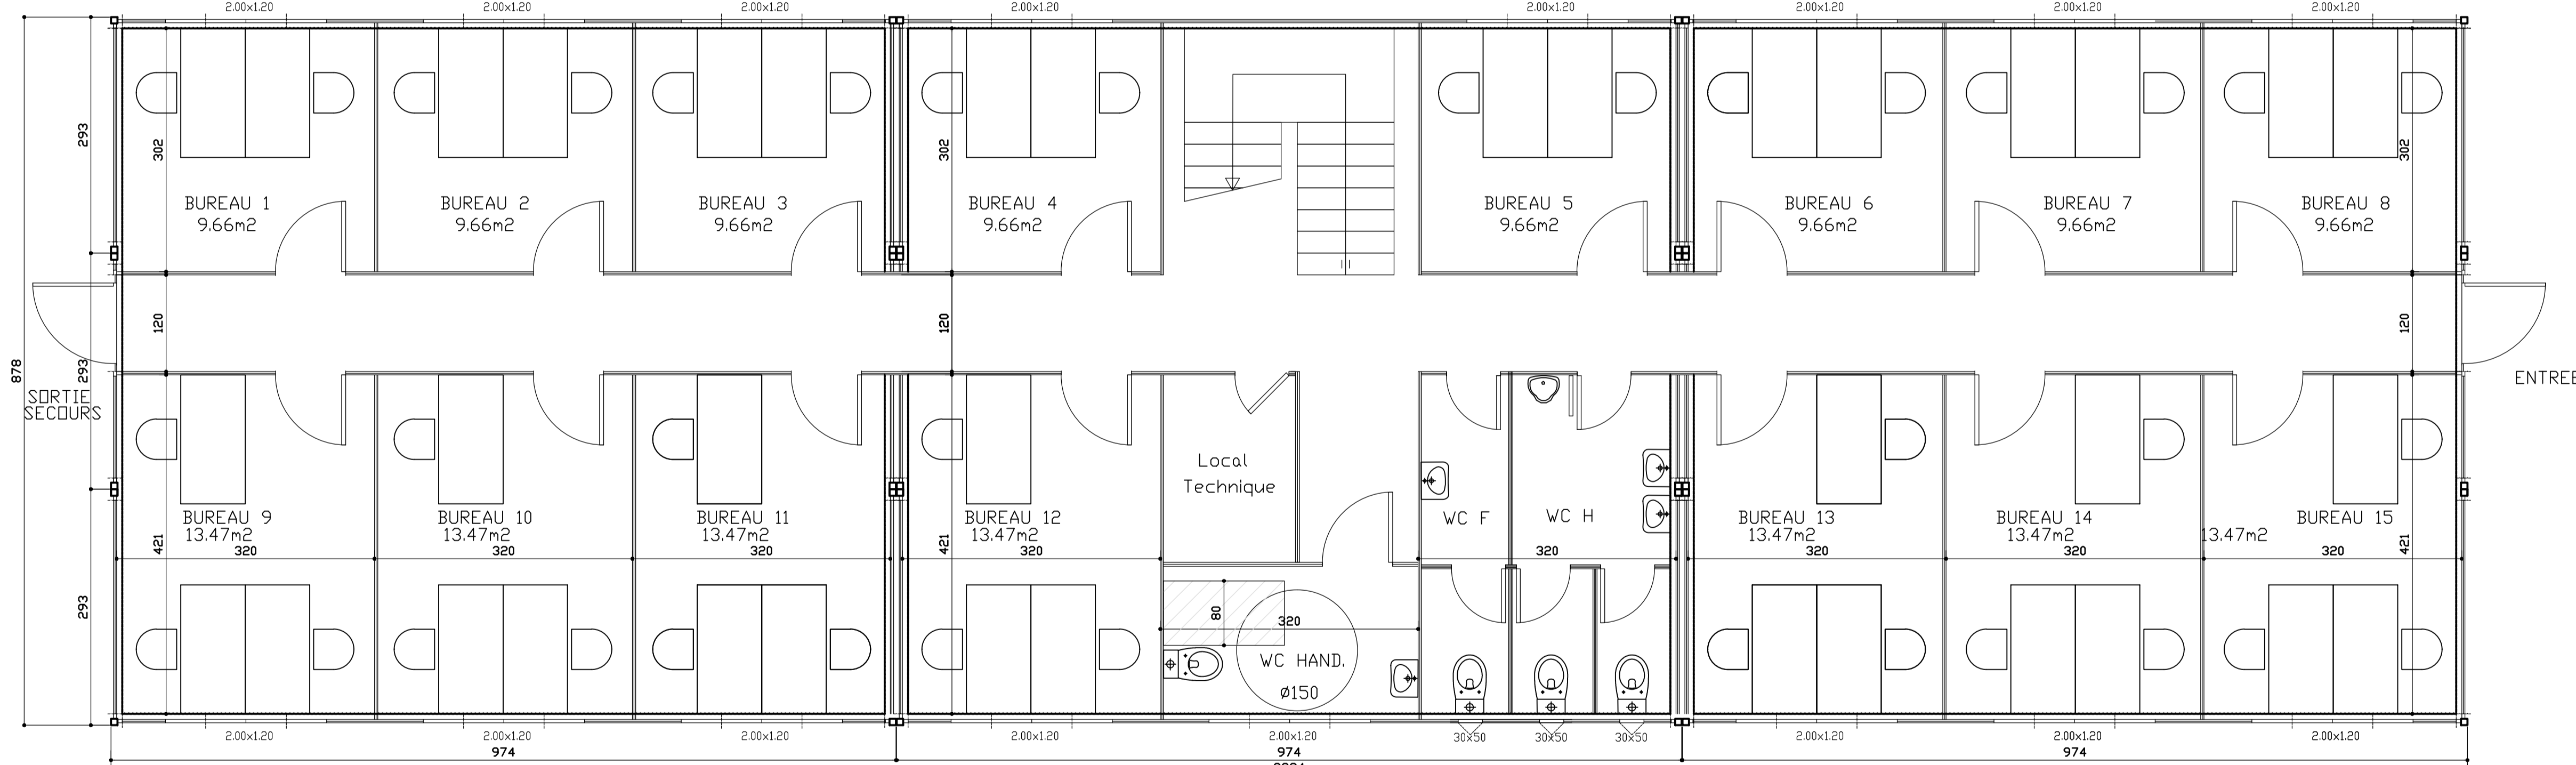 2.00x1.20 2.00x1.20 2.00x1.20 2.00x1.20 2.00x1.20 2.00x1.20 2.00x1.20 2.00x1.20
293
302 302 302
BUREAU 1
9.66m2
BUREAU 2
9.66m2
BUREAU 3
9.66m2
BUREAU 4
9.66m2
BUREAU 5
9.66m2
BUREAU 6
9.66m2
BUREAU 7
9.66m2
BUREAU 8
9.66m2
120 120 120
878
293
SORTIE
SECOURS
ENTREE
Local
Technique
WC F
WC H
BUREAU 9
13.47m2
BUREAU 10
13.47m2
BUREAU 11
13.47m2
BUREAU 12
13.47m2
BUREAU 13
13.47m2
BUREAU 14
13.47m2
BUREAU 15
13.47m2
421 421 421
320 320 320 320 320 320 320 320
293
80
320
WC HAND.
Ø150
2.00x1.20 2.00x1.20 2.00x1.20 2.00x1.20 2.00x1.20 30x50 30x50 30x50 2.00x1.20 2.00x1.20 2.00x1.20
974 974 974